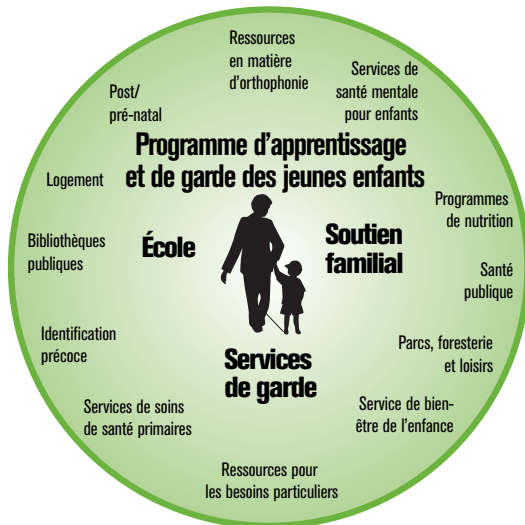 Ressources
en matière
d'orthophonie
Services de
santé mentale
pour enfants
Post/
pré-natal
Programme d'apprentissage
et de garde des jeunes enfants
Logement
Programmes
de nutrition
École
Soutien
familial
Bibliothèques
publiques
Santé
publique
Identification
précoce
Parcs, foresterie
et loisirs
Services
de garde
Services de soins
de santé primaires
Service de bien-
être de l'enfance
Ressources pour
les besoins particuliers